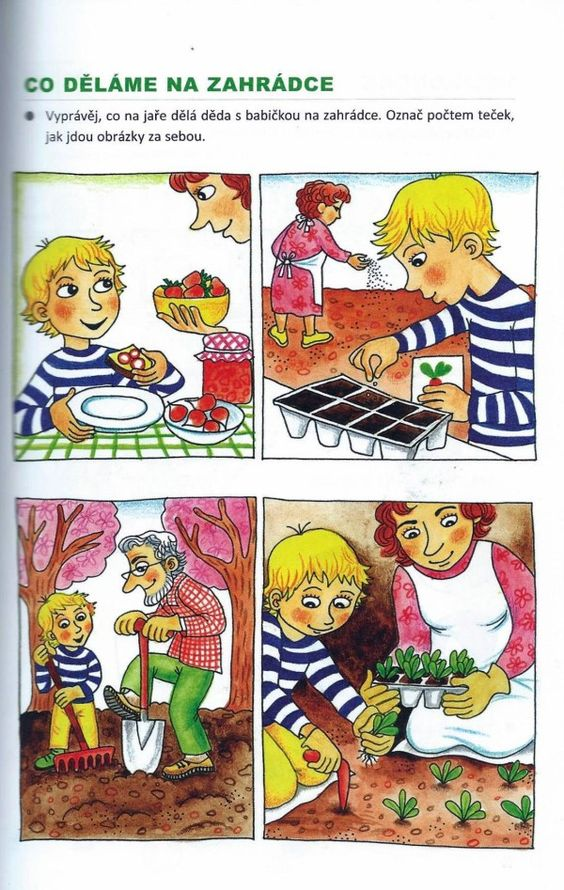 CO DĚLÁME NA ZAHRÁDCE
Vyprávěj, co na jaře dělá děda s babičkou na zahrádce. Označ počtem teček,
jak jdou obrázky za sebou.